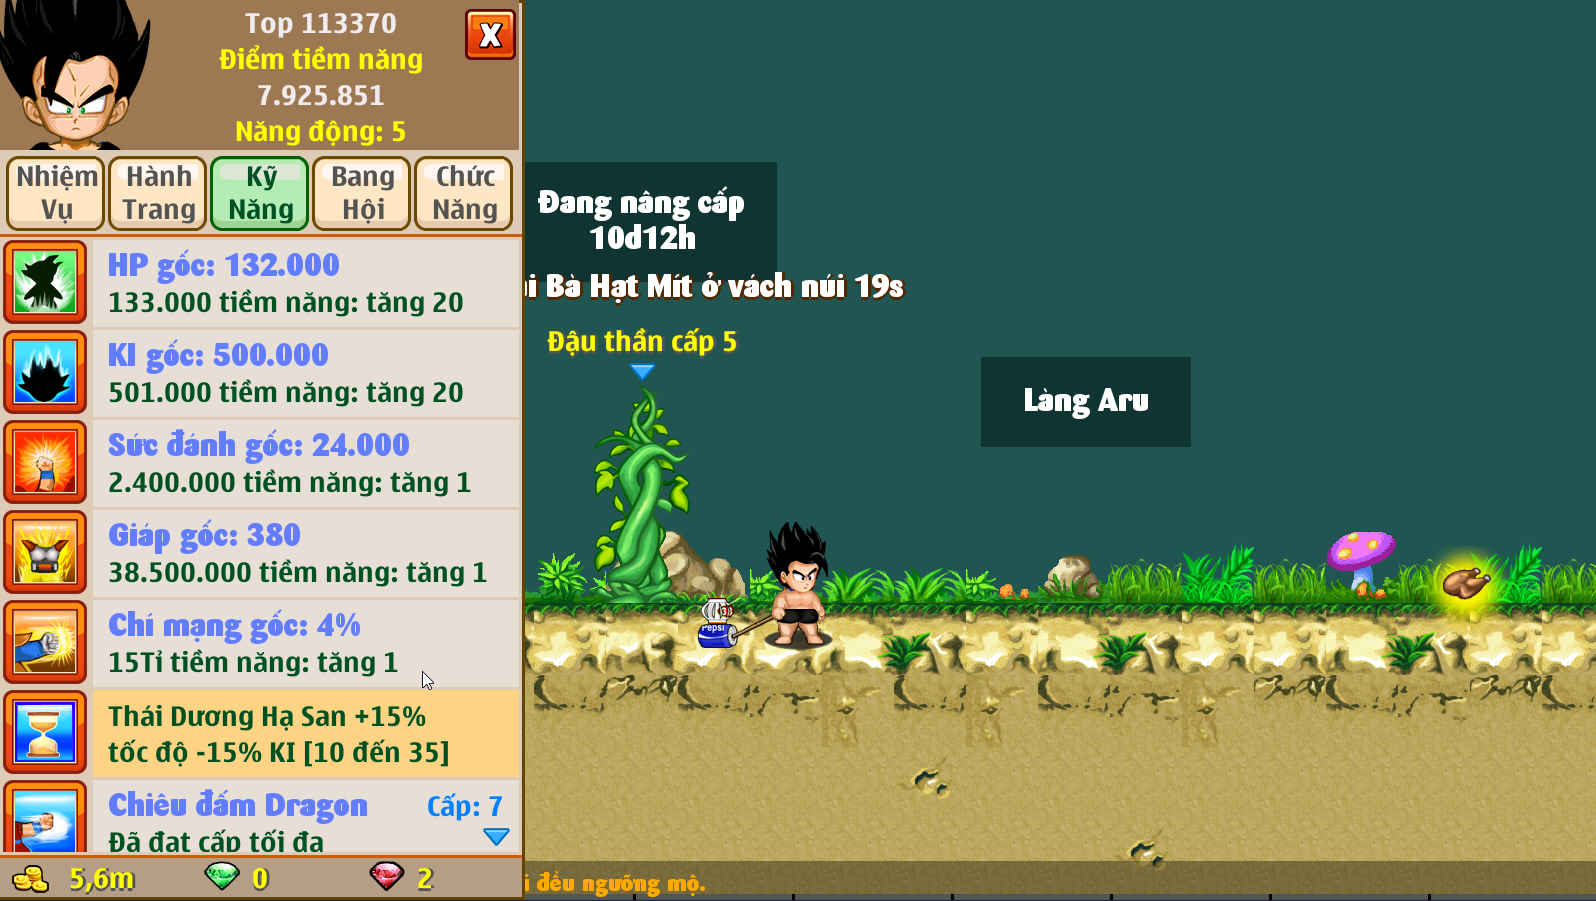 Top 113370
Điểm tiềm năng
7.925.851
Năng động: 5
X
Nhiệm Vụ
Hành Trang
Kỹ Năng
Bang Hội
Chức Năng
HP gốc: 132.000
133.000 tiềm năng: tăng 20
KI gốc: 500.000
501.000 tiềm năng: tăng 20
Sức đánh gốc: 24.000
2.400.000 tiềm năng: tăng 1
Giáp gốc: 380
38.500.000 tiềm năng: tăng 1
Chí mạng gốc: 4%
15Tỉ tiềm năng: tăng 1
Thái Dương Hạ San +15%
tốc độ -15% KI [10 đến 35]
Chiêu đấm Dragon
Cấp: 7
Đã đạt cấp tối đa
5,6m
0
2
Đang nâng cấp
10d12h
Bà Hạt Mít ở vách núi 19s
Đậu thần cấp 5
Làng Aru
Pepsi
đều ngưỡng mộ.